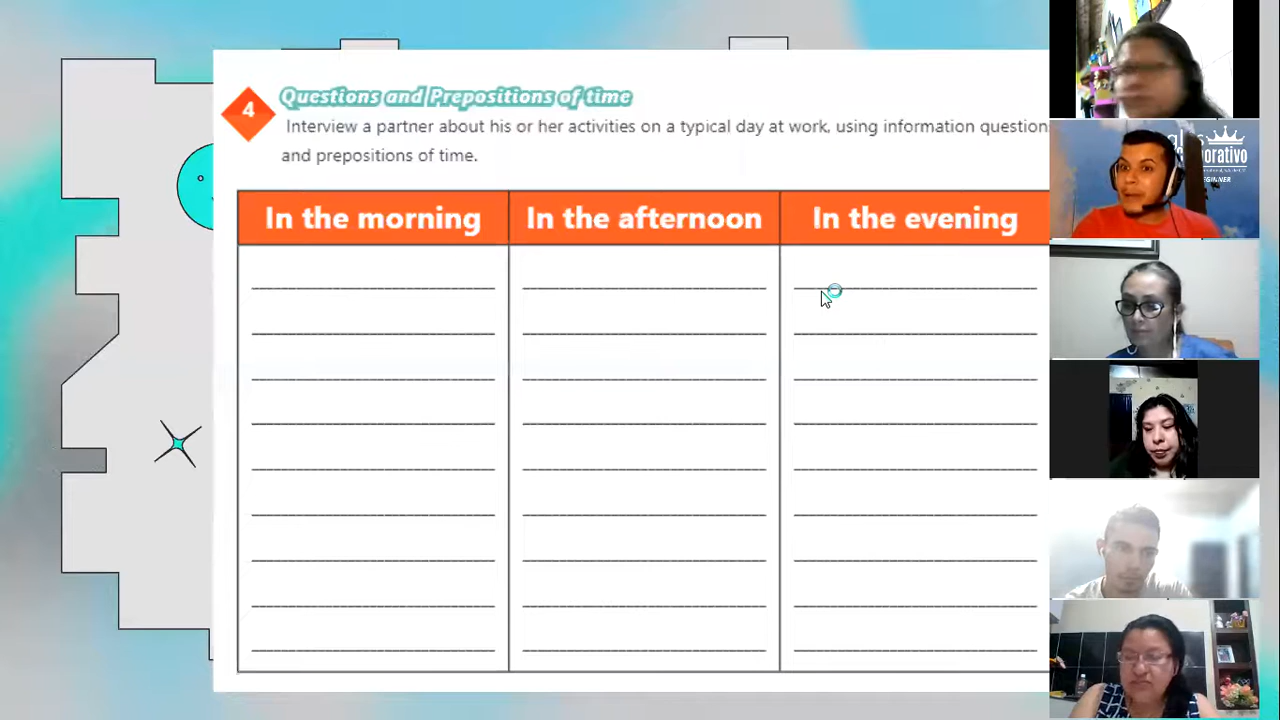 4
Questions and Prepositions of time
Interview a partner about his or her activities on a typical day at work, using information question
and prepositions of time.
In the morning
In the afternoon
In the evening